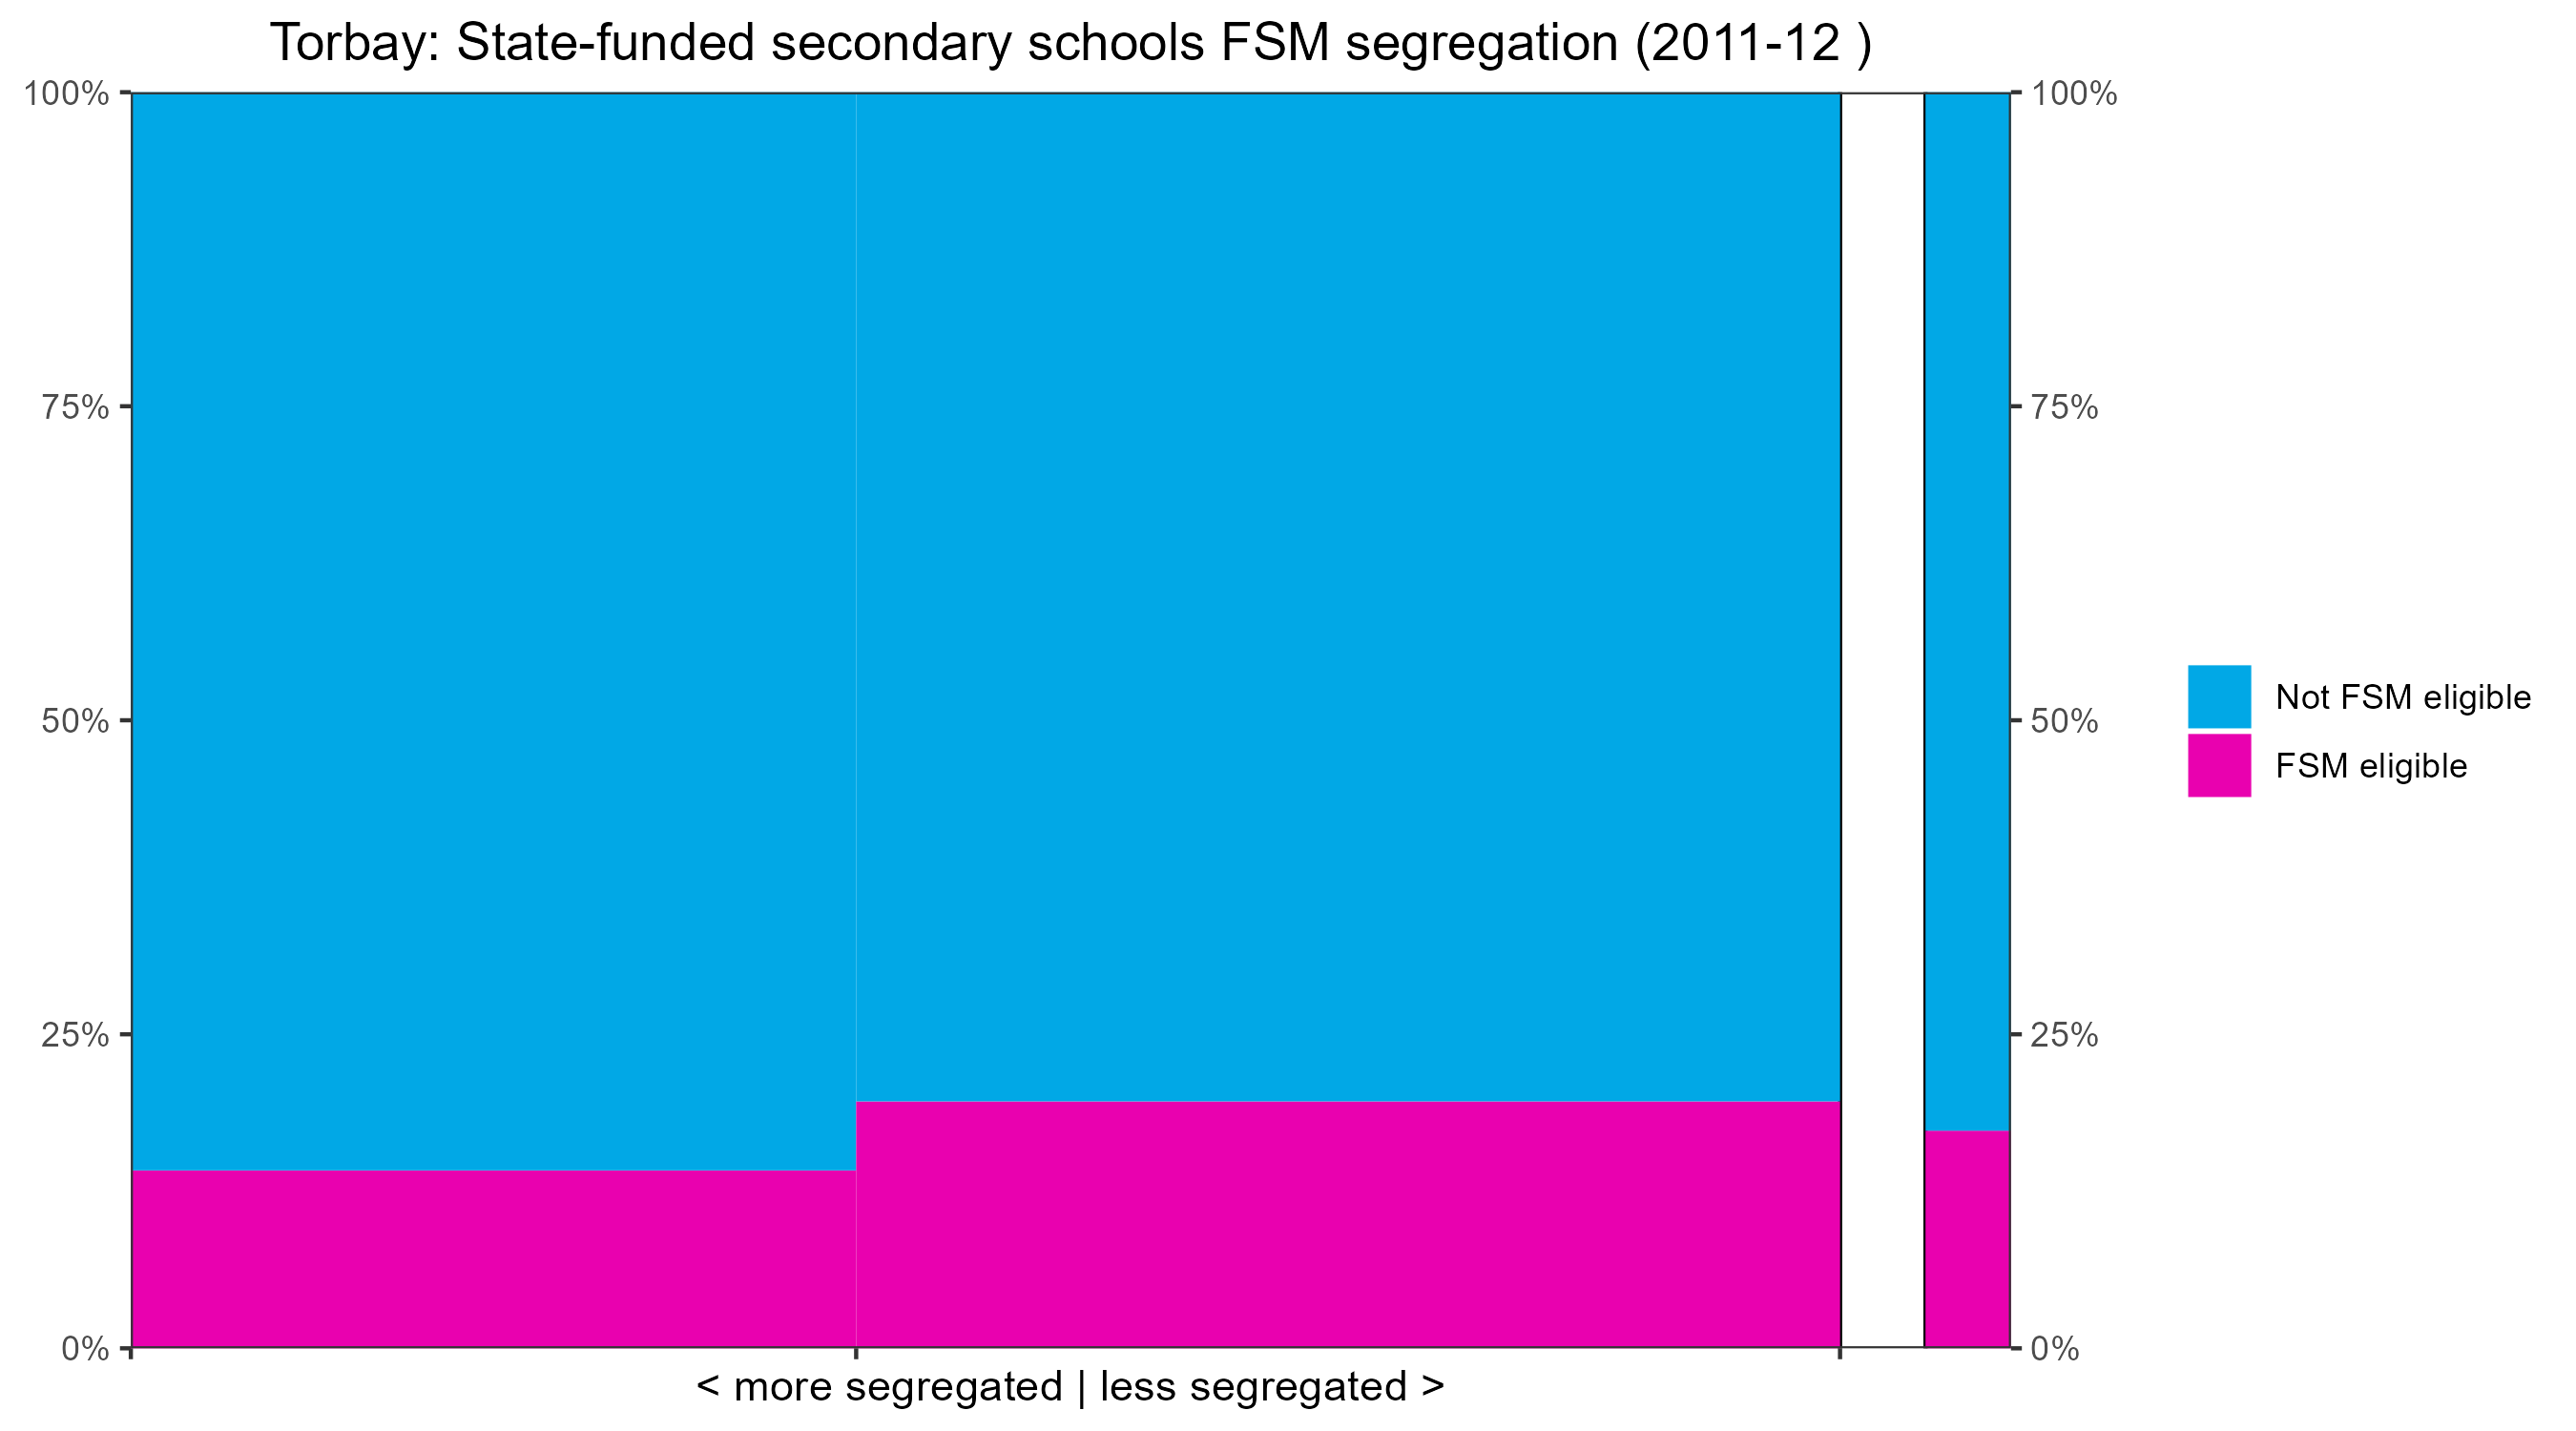 Torbay: State-funded secondary schools FSM segregation (2011-12 )
100%
75%
50%
25%
0%
100%
75%
50%
25%
0%
< more segregated | less segregated >
Not FSM eligible
FSM eligible